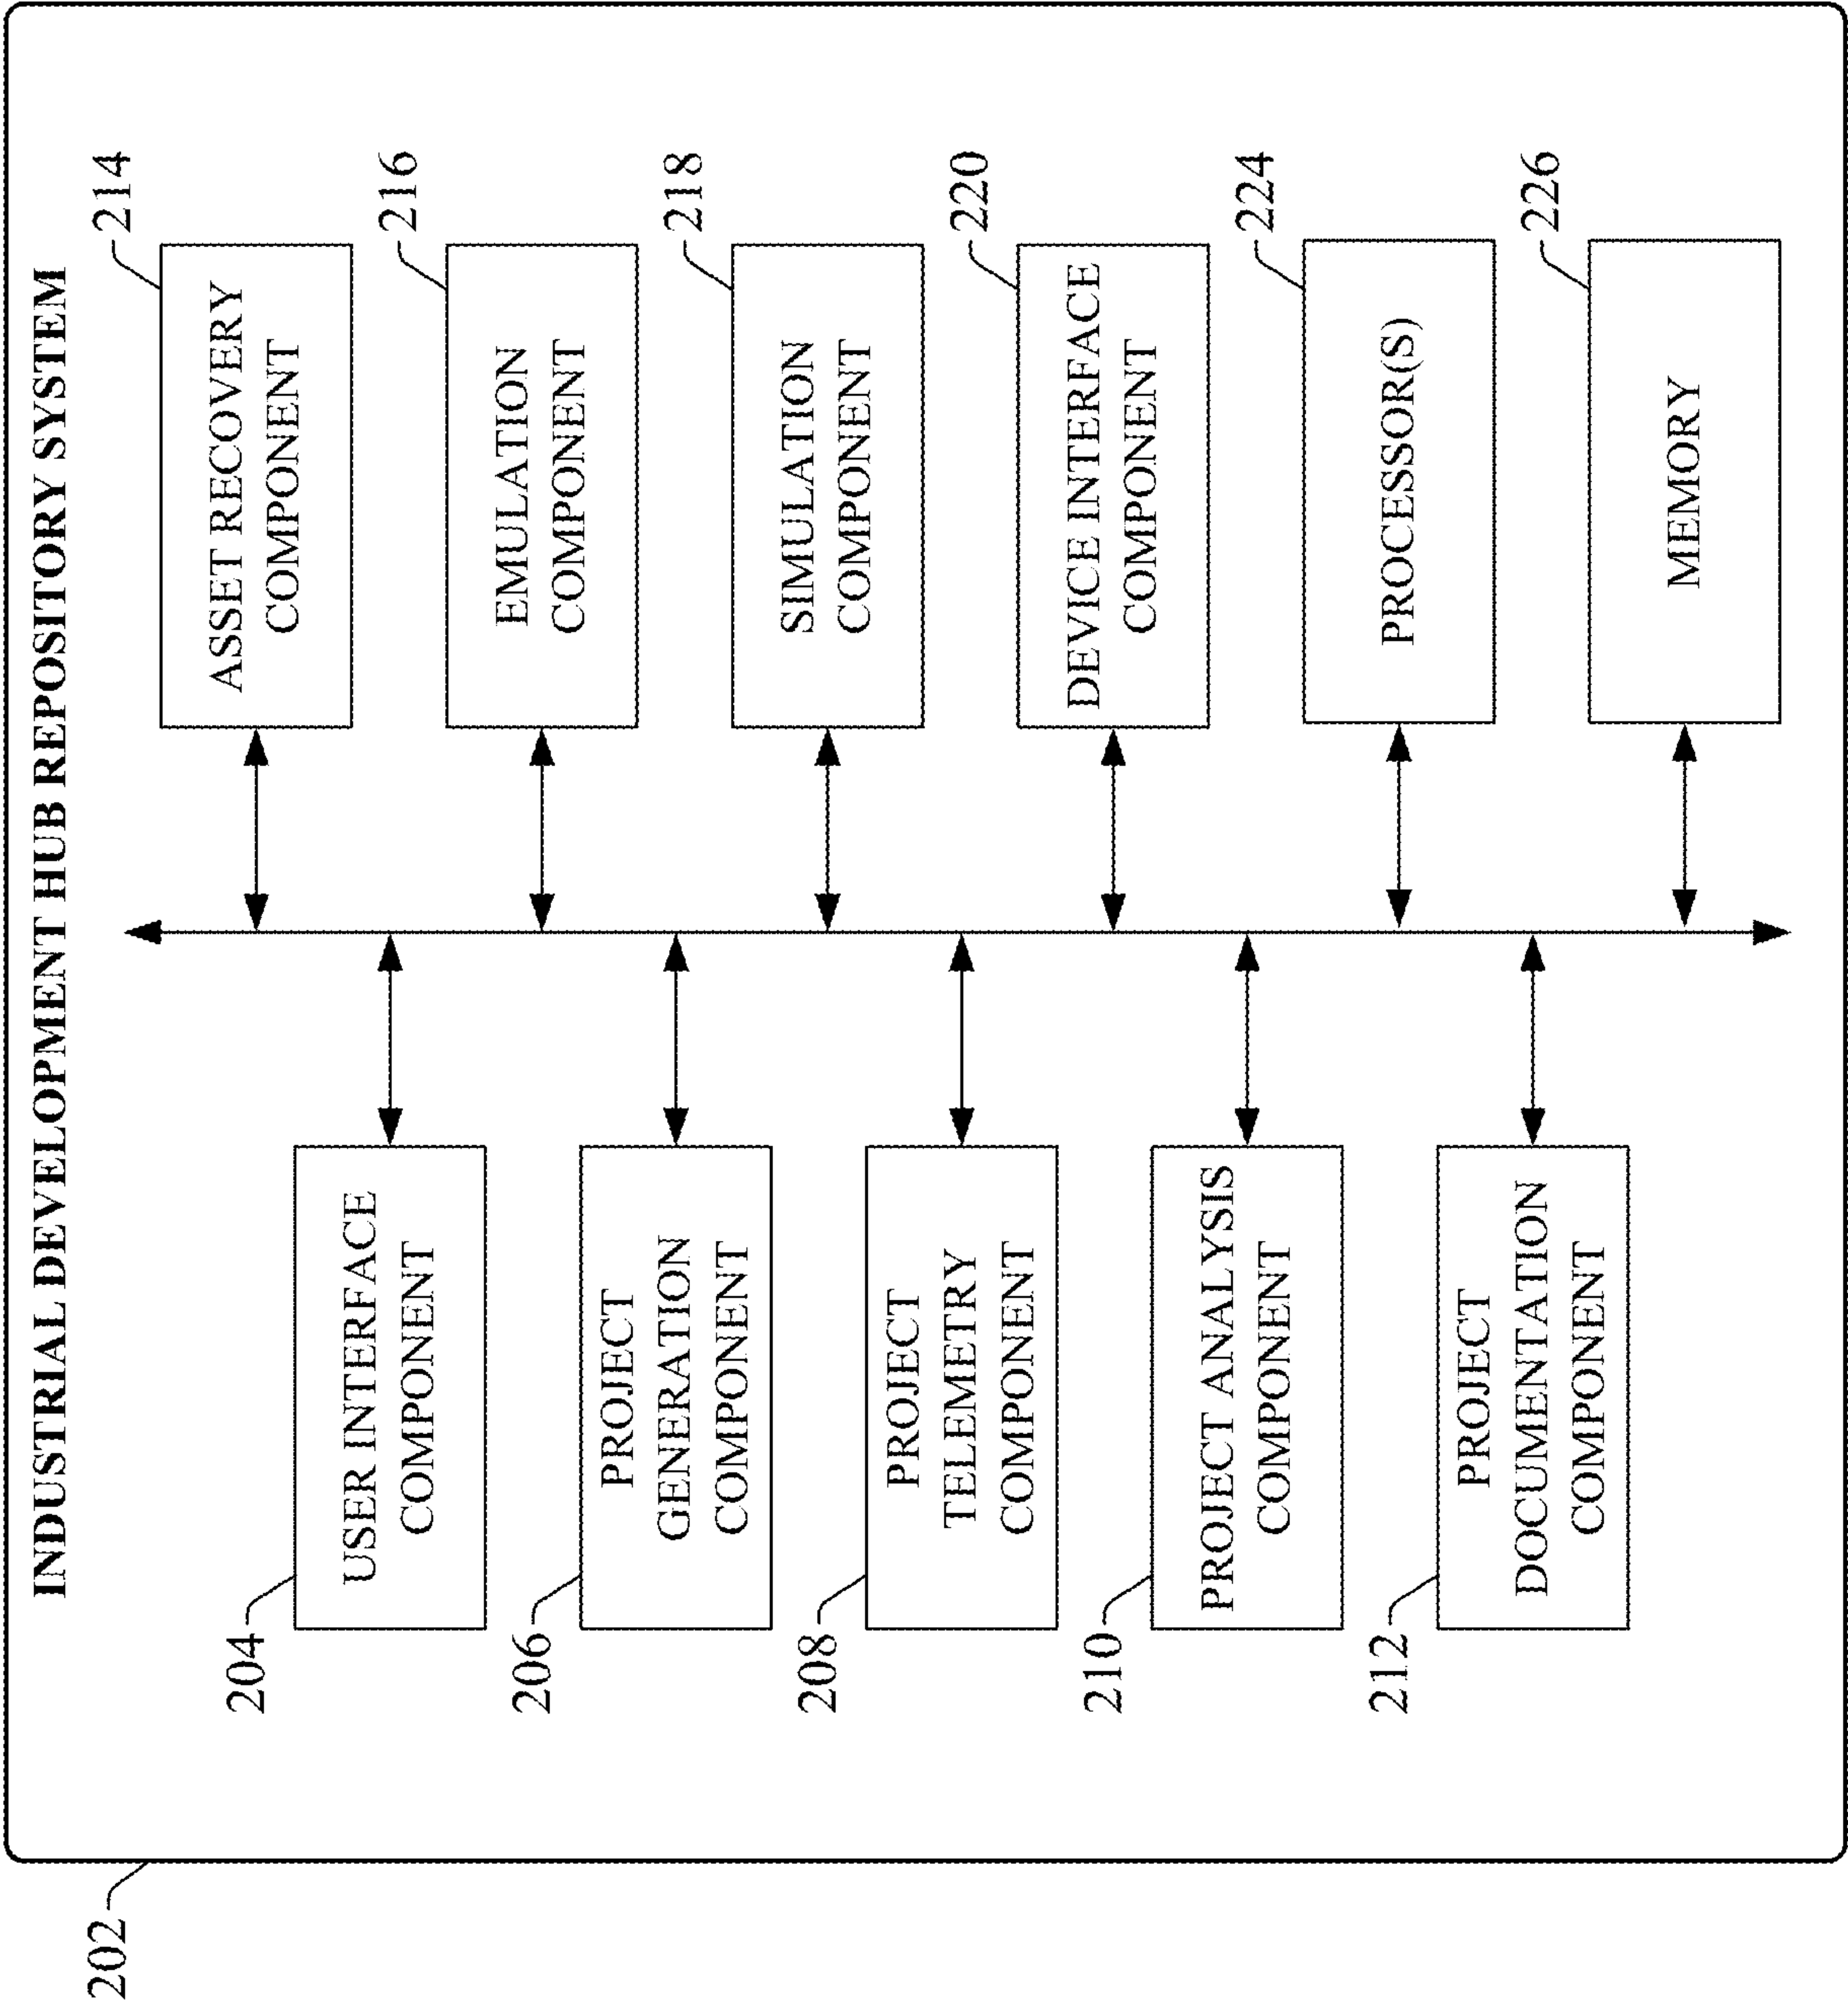 INDUSTRIAL DEVELOPMENT HUB REPOSITORY SYSTEM
202
204
USER INTERFACE
COMPONENT
206
PROJECT
GENERATION
COMPONENT
208
PROJECT
TELEMETRY
COMPONENT
210
PROJECT ANALYSIS
COMPONENT
212
PROJECT
DOCUMENTATION
COMPONENT
214
ASSET RECOVERY
COMPONENT
216
EMULATION
COMPONENT
218
SIMULATION
COMPONENT
220
DEVICE INTERFACE
COMPONENT
224
PROCESSOR(S)
226
MEMORY